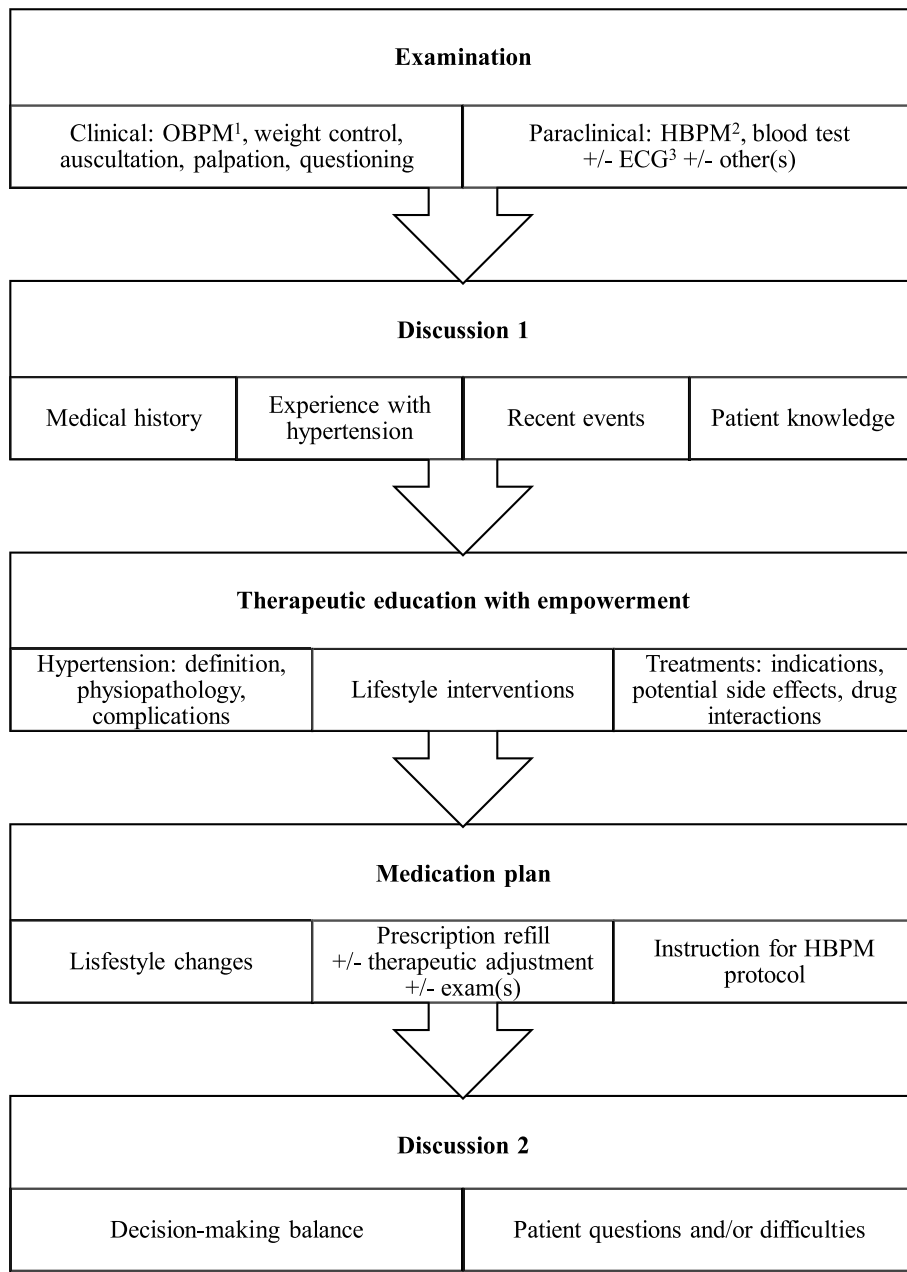 Examination
Clinical: OBPM¹, weight control,
auscultation, palpation, questioning
Paraclinical: HBPM², blood test
+/- ECG³ +/- other(s)
Discussion 1
Medical history
Experience with
hypertension
Recent events
Patient knowledge
Therapeutic education with empowerment
Hypertension: definition,
physiopathology,
complications
Lifestyle interventions
Treatments: indications,
potential side effects, drug
interactions
Medication plan
Lisfestyle changes
Prescription refill
+/- therapeutic adjustment
+/- exam(s)
Instruction for HBPM
protocol
Discussion 2
Decision-making balance
Patient questions and/or difficulties